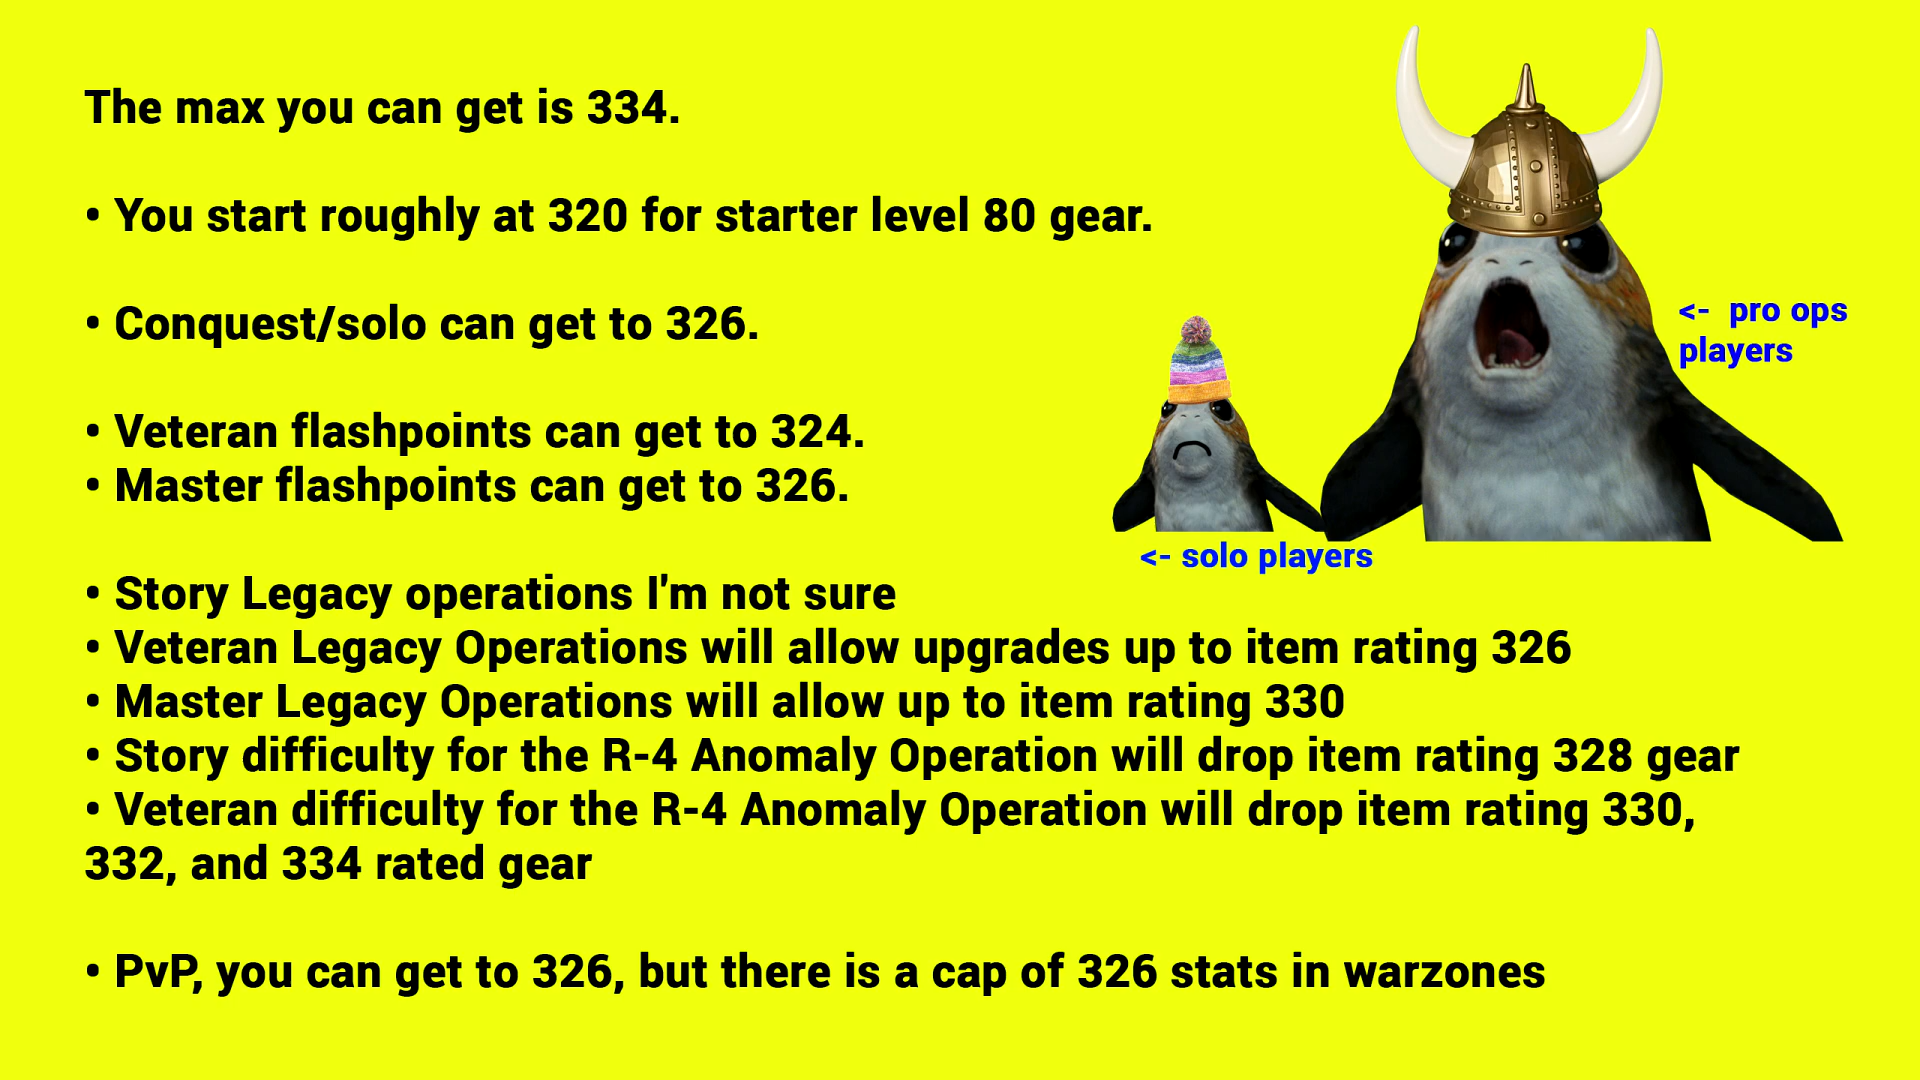 The max you can get is 334.
• You start roughly at 320 for starter level 80 gear.
• Conquest/solo can get to 326.
<- pro ops
players
• Veteran flashpoints can get to 324.
• Master flashpoints can get to 326.
<- solo players
• Story Legacy operations I'm not sure
• Veteran Legacy Operations will allow upgrades up to item rating 326
• Master Legacy Operations will allow up to item rating 330
• Story difficulty for the R-4 Anomaly Operation will drop item rating 328 gear
• Veteran difficulty for the R-4 Anomaly Operation will drop item rating 330,
332, and 334 rated gear
• PvP, you can get to 326, but there is a cap of 326 stats in warzones